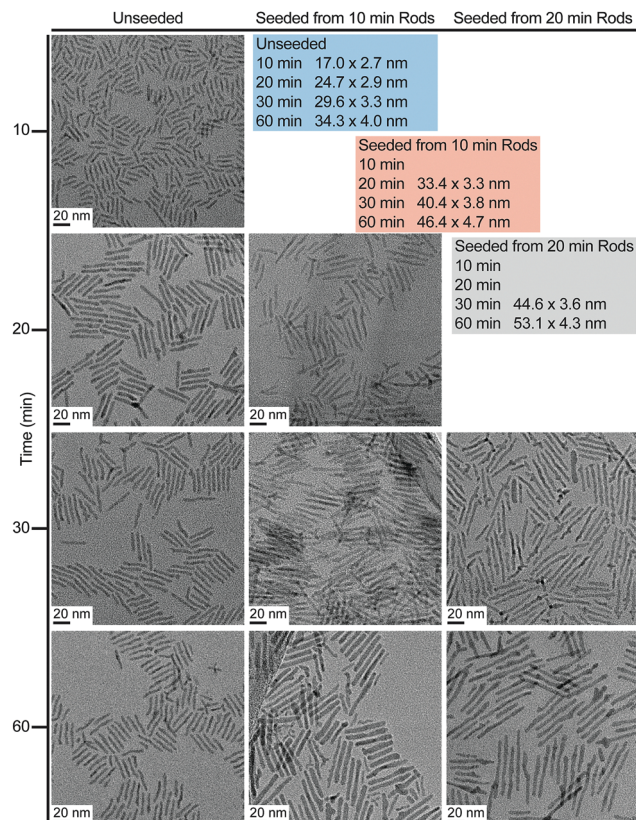 Unseeded
Seeded from 10 min Rods
Seeded from 20 min Rods
Unseeded
10 min 17.0 x 2.7 nm
20 min 24.7 x 2.9 nm
30 min 29.6 x 3.3 nm
60 min 34.3 x 4.0 nm
10
Seeded from 10 min Rods
10 min
20 min 33.4 x 3.3 nm
30 min 40.4 x 3.8 nm
60 min 46.4 x 4.7 nm
20 nm
Seeded from 20 min Rods
10 min
20 min
30 min 44.6 x 3.6 nm
60 min 53.1 x 4.3 nm
20
20 nm
20 nm
Time (min)
30
20 nm
20 nm
20 nm
60
20 nm
20 nm
20 nm